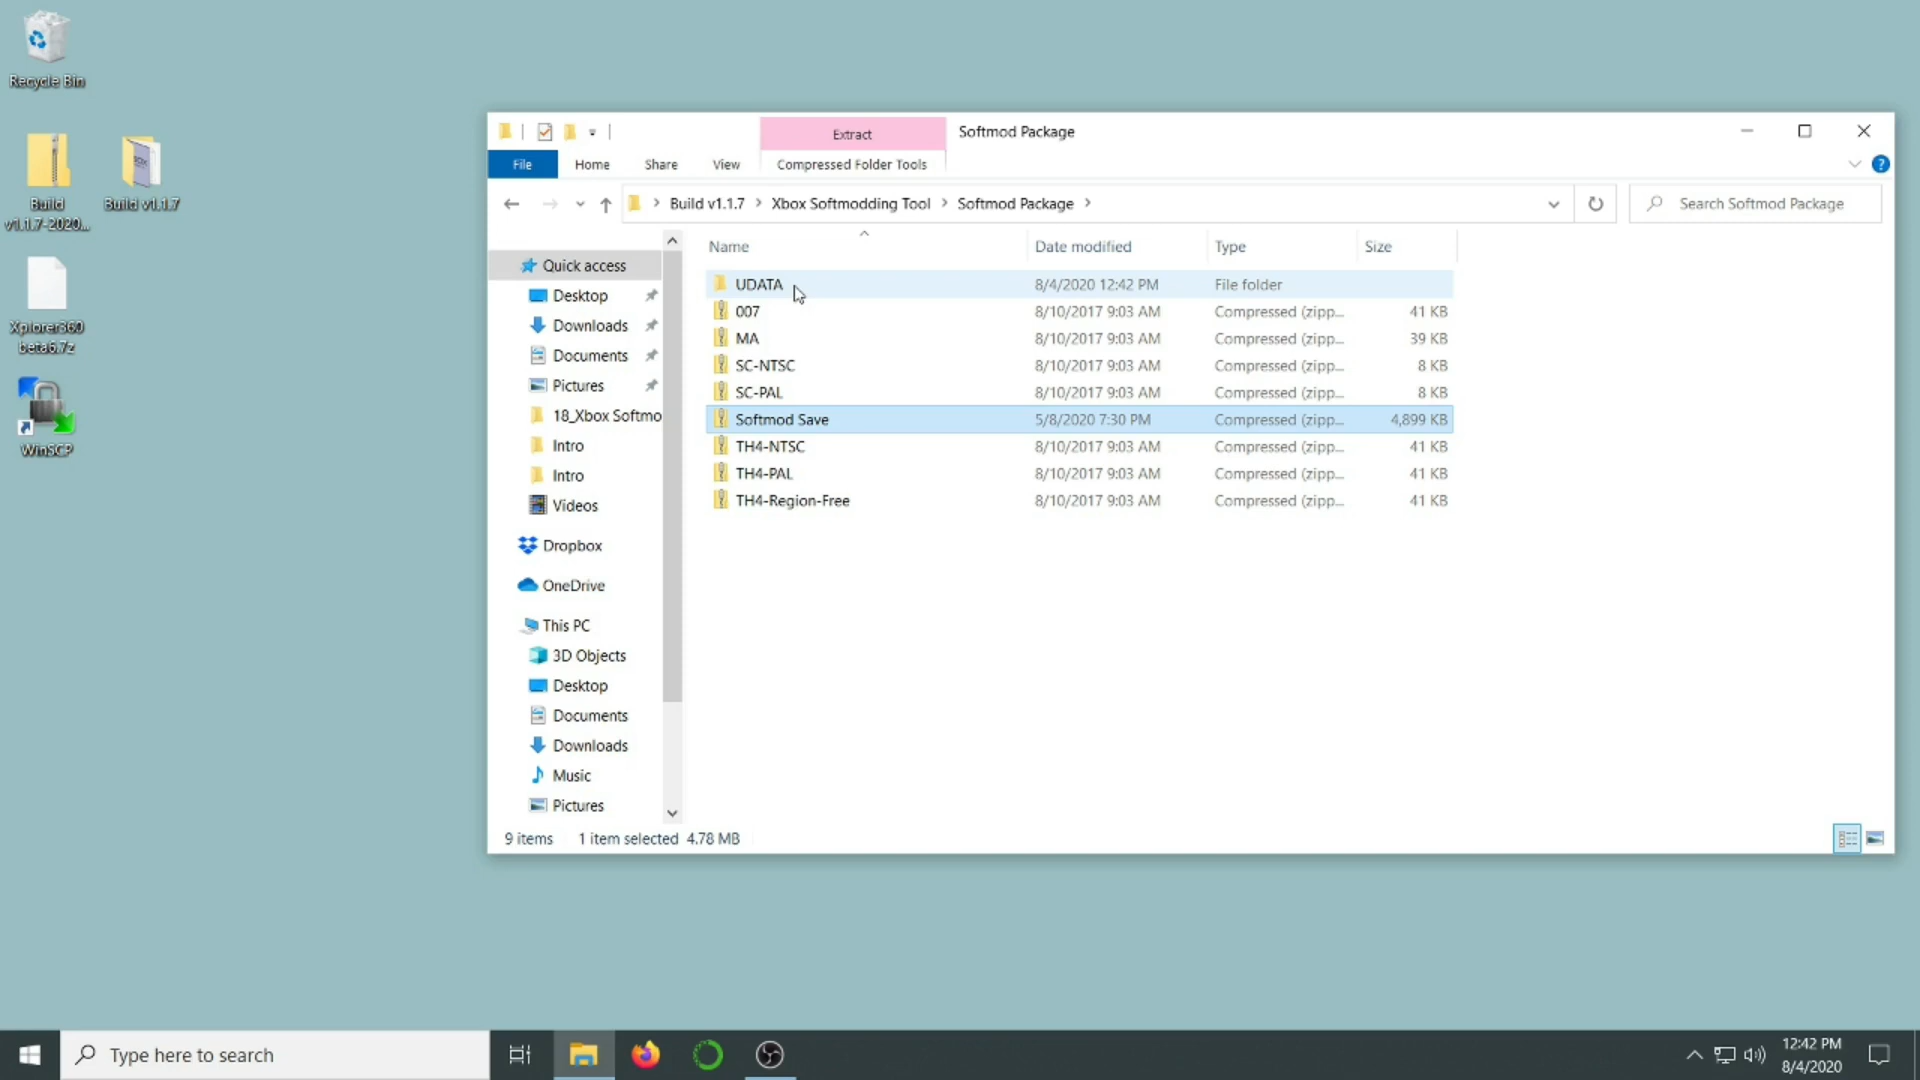 Recycle Bin
Build
v1.1.7-2020...
Build v1.1.7
Xplorer360
beta6.7z
WinSCP
Extract
Softmod Package
File
Home
Share
View
Compressed Folder Tools
Build v1.1.7
Xbox Softmodding Tool
Softmod Package
Search Softmod Package
Name
Date modified
Type
Size
Quick access
Desktop
Downloads
Documents
Pictures
18_Xbox Softmo
Intro
Intro
Videos
Dropbox
OneDrive
This PC
3D Objects
Desktop
Documents
Downloads
Music
Pictures
UDATA 8/4/2020 12:42 PM File folder
007 8/10/2017 9:03 AM Compressed (zipp... 41 KB
MA 8/10/2017 9:03 AM Compressed (zipp... 39 KB
SC-NTSC 8/10/2017 9:03 AM Compressed (zipp... 8 KB
SC-PAL 8/10/2017 9:03 AM Compressed (zipp... 8 KB
Softmod Save 5/8/2020 7:30 PM Compressed (zipp... 4,899 KB
TH4-NTSC 8/10/2017 9:03 AM Compressed (zipp... 41 KB
TH4-PAL 8/10/2017 9:03 AM Compressed (zipp... 41 KB
TH4-Region-Free 8/10/2017 9:03 AM Compressed (zipp... 41 KB
9 items 1 item selected 4.78 MB
Type here to search
12:42 PM
8/4/2020